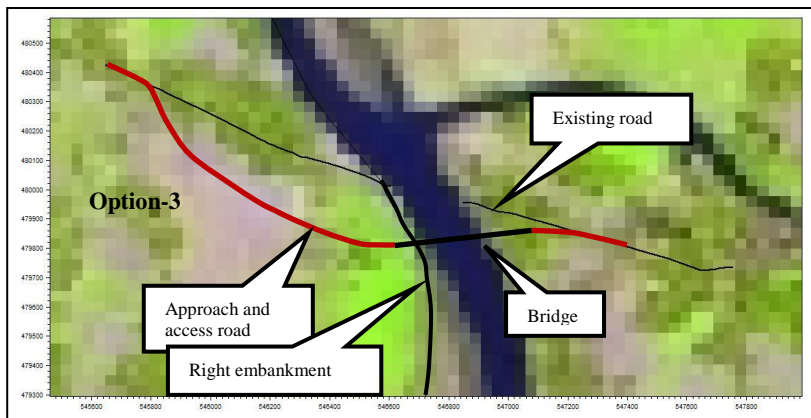 480500
480400
480300
480200
480100
480000
479900
479800
479700
479600
479500
479400
479300
Existing road
Option-3
Approach and
access road
Right embankment
Bridge
545600 545800 546000 546200 546400 546600 546800 547000 547200 547400 547600 547800